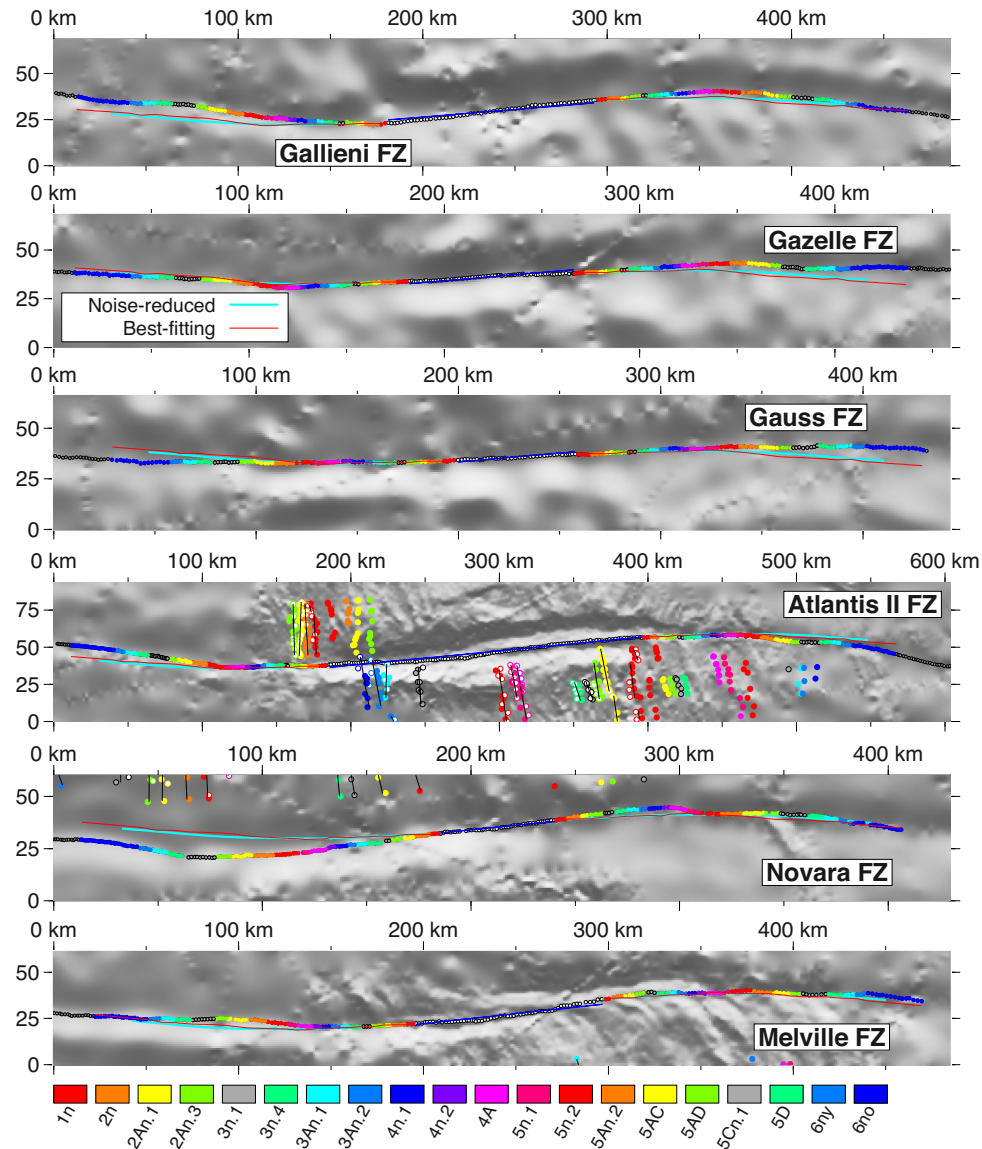 0 km 100 km 200 km 300 km 400 km
50
25
0
Gallieni FZ
0 km 100 km 200 km 300 km 400 km
50
25
0
Gazelle FZ
Noise-reduced
Best-fitting
0 km 100 km 200 km 300 km 400 km
50
25
0
Gauss FZ
0 km 100 km 200 km 300 km 400 km 500 km 600 km
75
50
25
0
Atlantis II FZ
0 km 100 km 200 km 300 km 400 km
50
25
0
Novara FZ
0 km 100 km 200 km 300 km 400 km
50
25
0
Melville FZ
1n 2n 2An.1 2An.3 3n.1 3n.4 3An.1 3An.2 4n.1 4n.2 4A 5n.1 5n.2 5An.2 5AC 5AD 5Cn.1 5D 6ny 6no